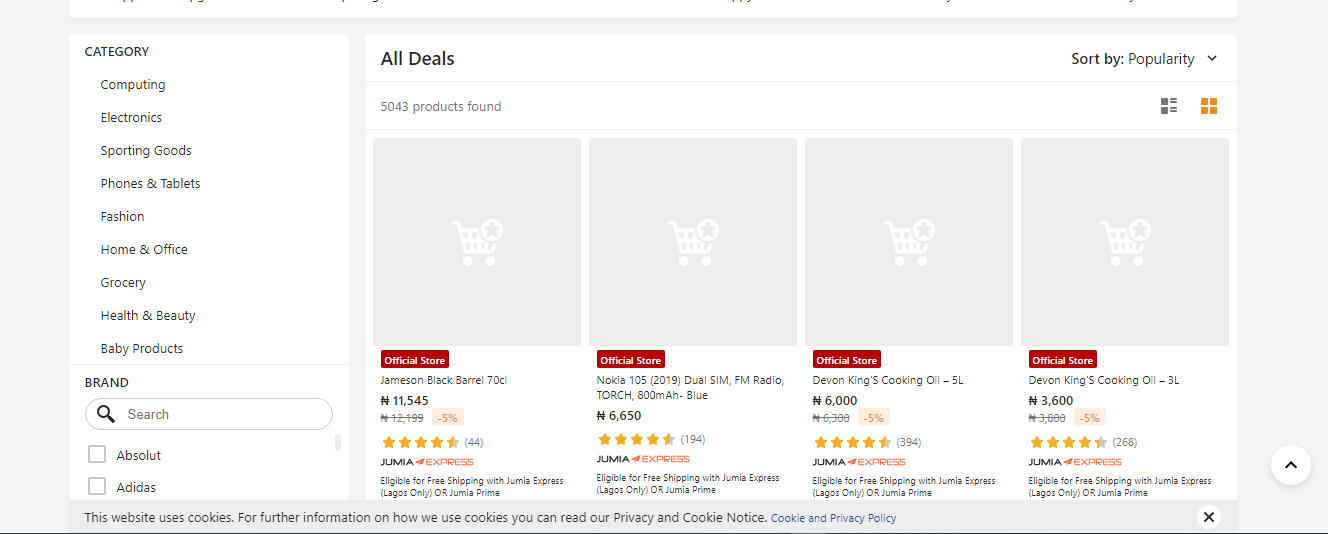 CATEGORY
Computing
Electronics
Sporting Goods
Phones & Tablets
Fashion
Home & Office
Grocery
Health & Beauty
Baby Products
BRAND
Search
Absolut
Adidas
All Deals
Sort by: Popularity
5043 products found
Official Store
Jameson Black Barrel 70cl
₦ 11,545
₦ 12,199 -5%
(44)
JUMIA EXPRESS
Eligible for Free Shipping with Jumia Express
(Lagos Only) OR Jumia Prime
Official Store
Nokia 105 (2019) Dual SIM, FM Radio,
TORCH, 800mAh- Blue
₦ 6,650
(194)
JUMIA EXPRESS
Eligible for Free Shipping with Jumia Express
(Lagos Only) OR Jumia Prime
Official Store
Devon King'S Cooking Oil – 5L
₦ 6,000
₦ 6,300 -5%
(394)
JUMIA EXPRESS
Eligible for Free Shipping with Jumia Express
(Lagos Only) OR Jumia Prime
Official Store
Devon King'S Cooking Oil – 3L
₦ 3,600
₦ 3,800 -5%
(268)
JUMIA EXPRESS
Eligible for Free Shipping with Jumia Express
(Lagos Only) OR Jumia Prime
This website uses cookies. For further information on how we use cookies you can read our Privacy and Cookie Notice. Cookie and Privacy Policy